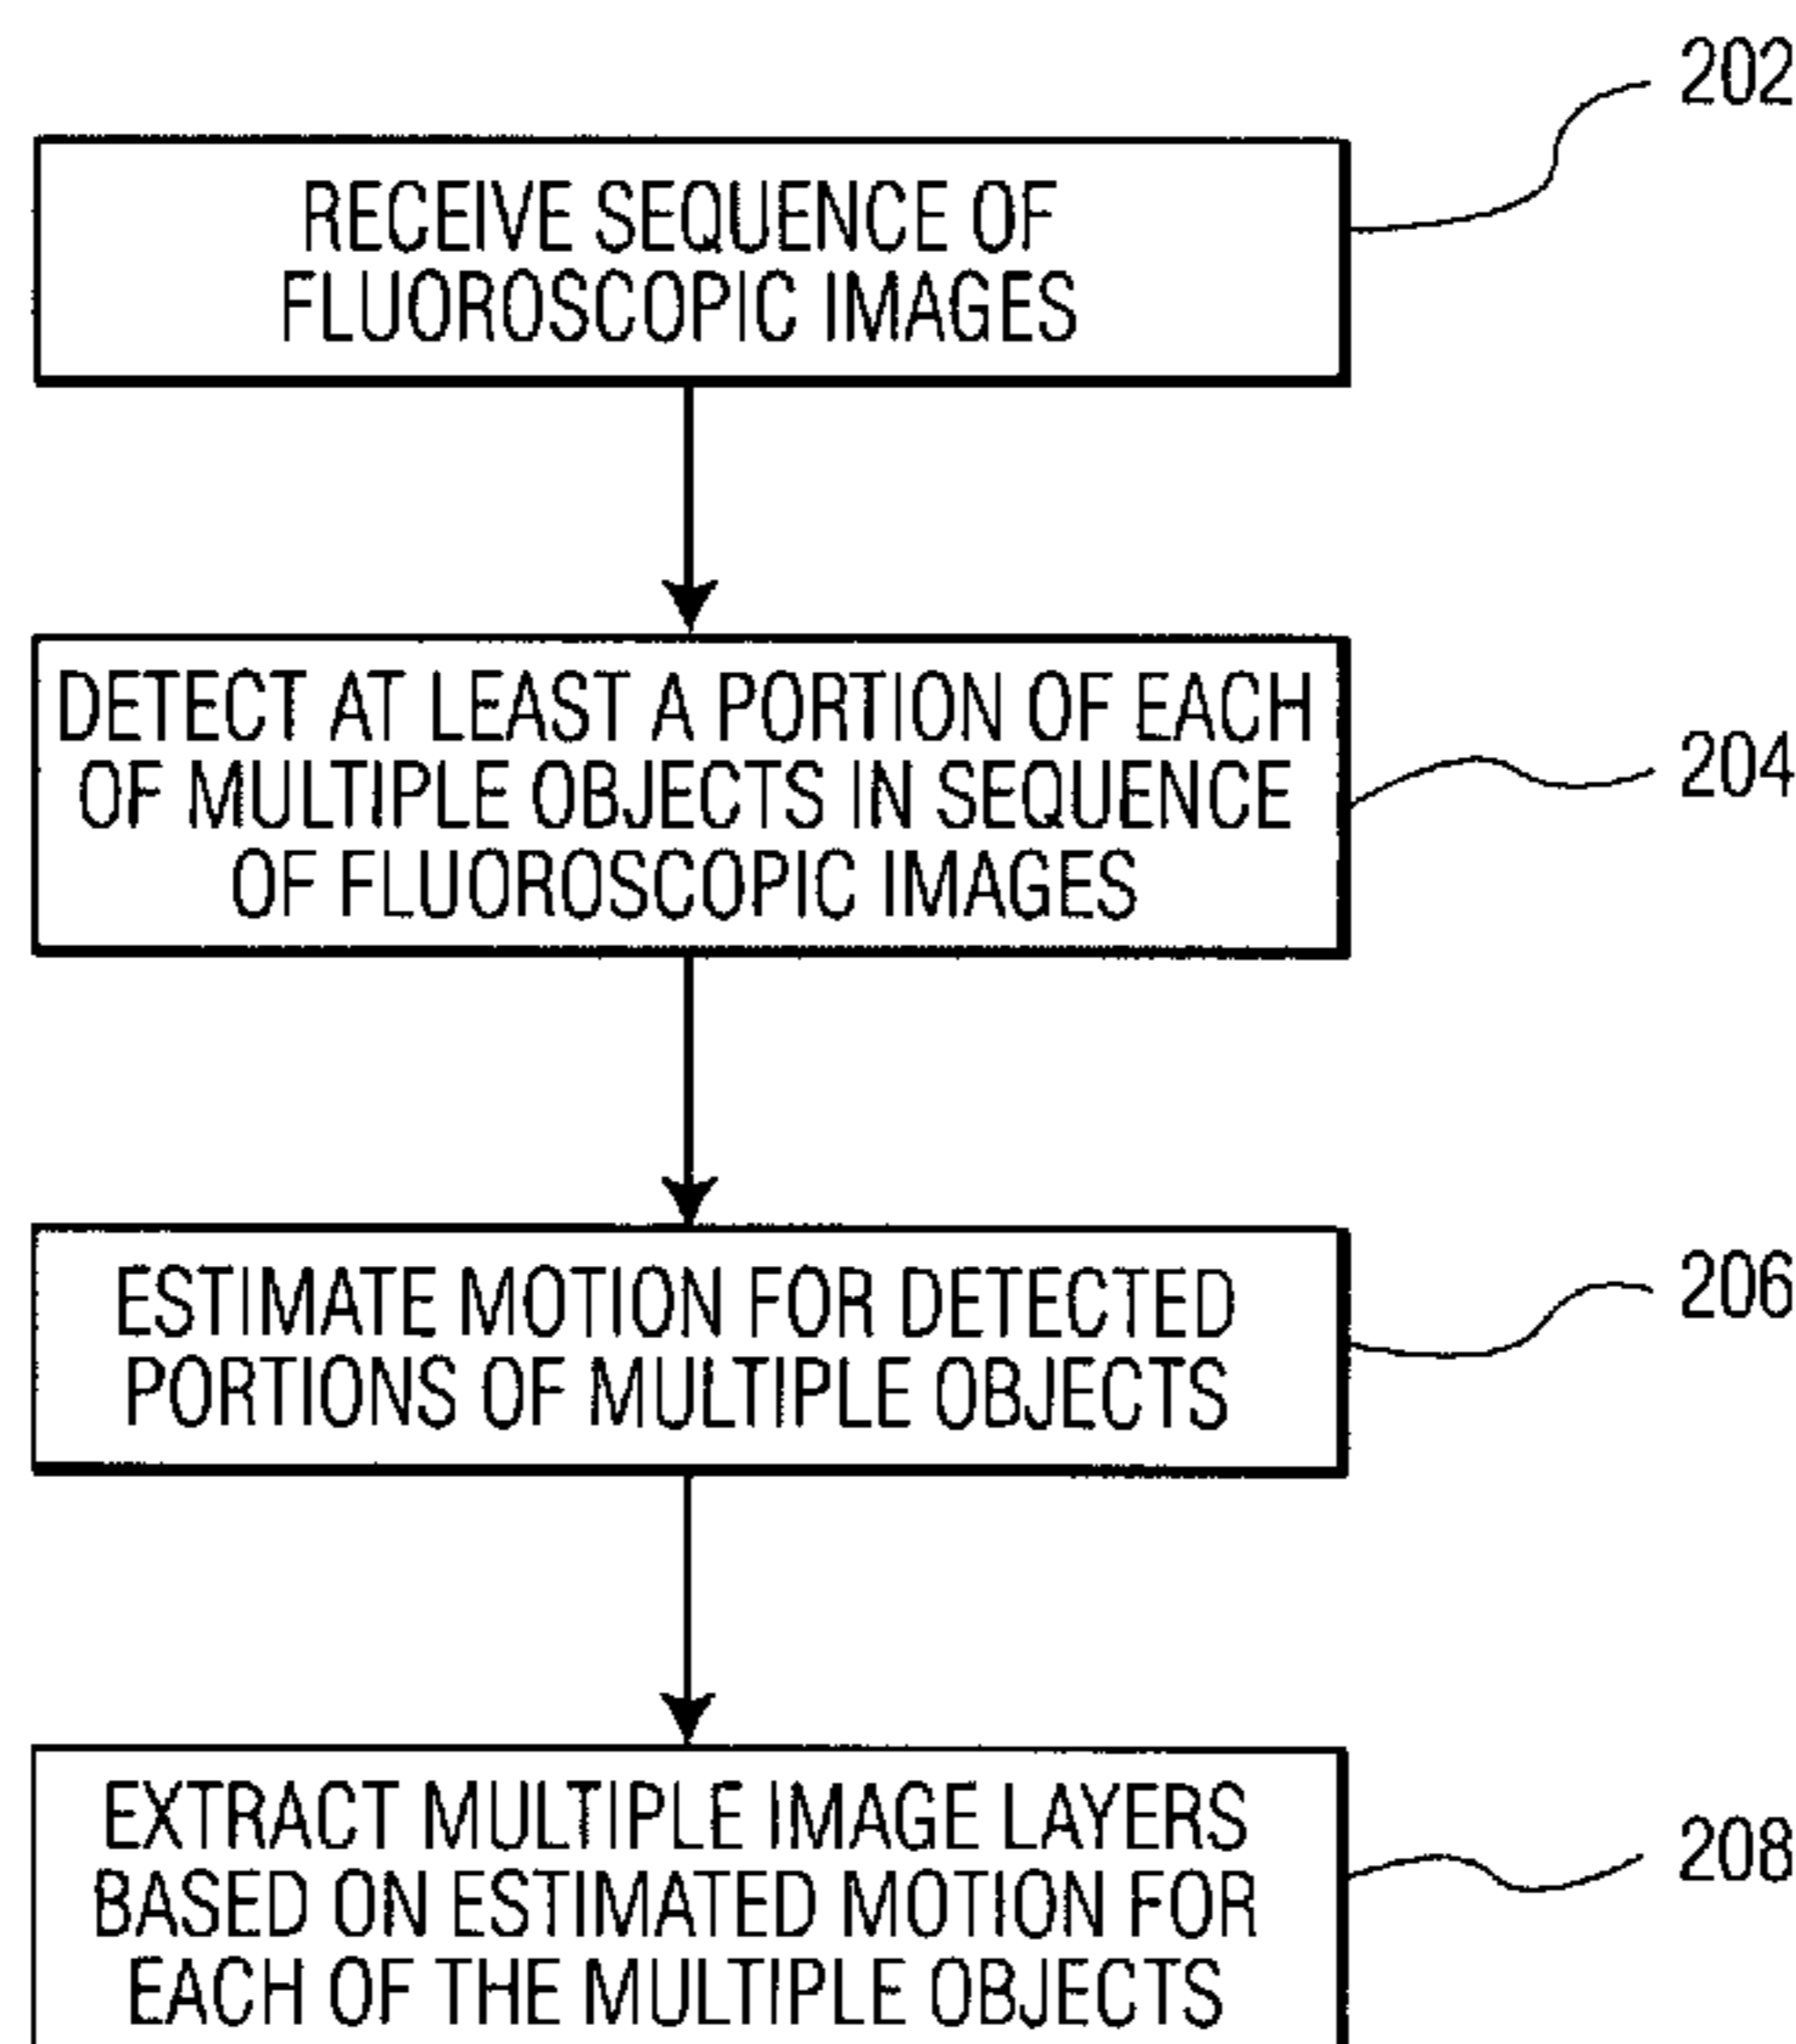 202
RECEIVE SEQUENCE OF
FLUOROSCOPIC IMAGES
DETECT AT LEAST A PORTION OF EACH
OF MULTIPLE OBJECTS IN SEQUENCE
OF FLUOROSCOPIC IMAGES
204
ESTIMATE MOTION FOR DETECTED
PORTIONS OF MULTIPLE OBJECTS
206
EXTRACT MULTIPLE IMAGE LAYERS
BASED ON ESTIMATED MOTION FOR
EACH OF THE MULTIPLE OBJECTS
208